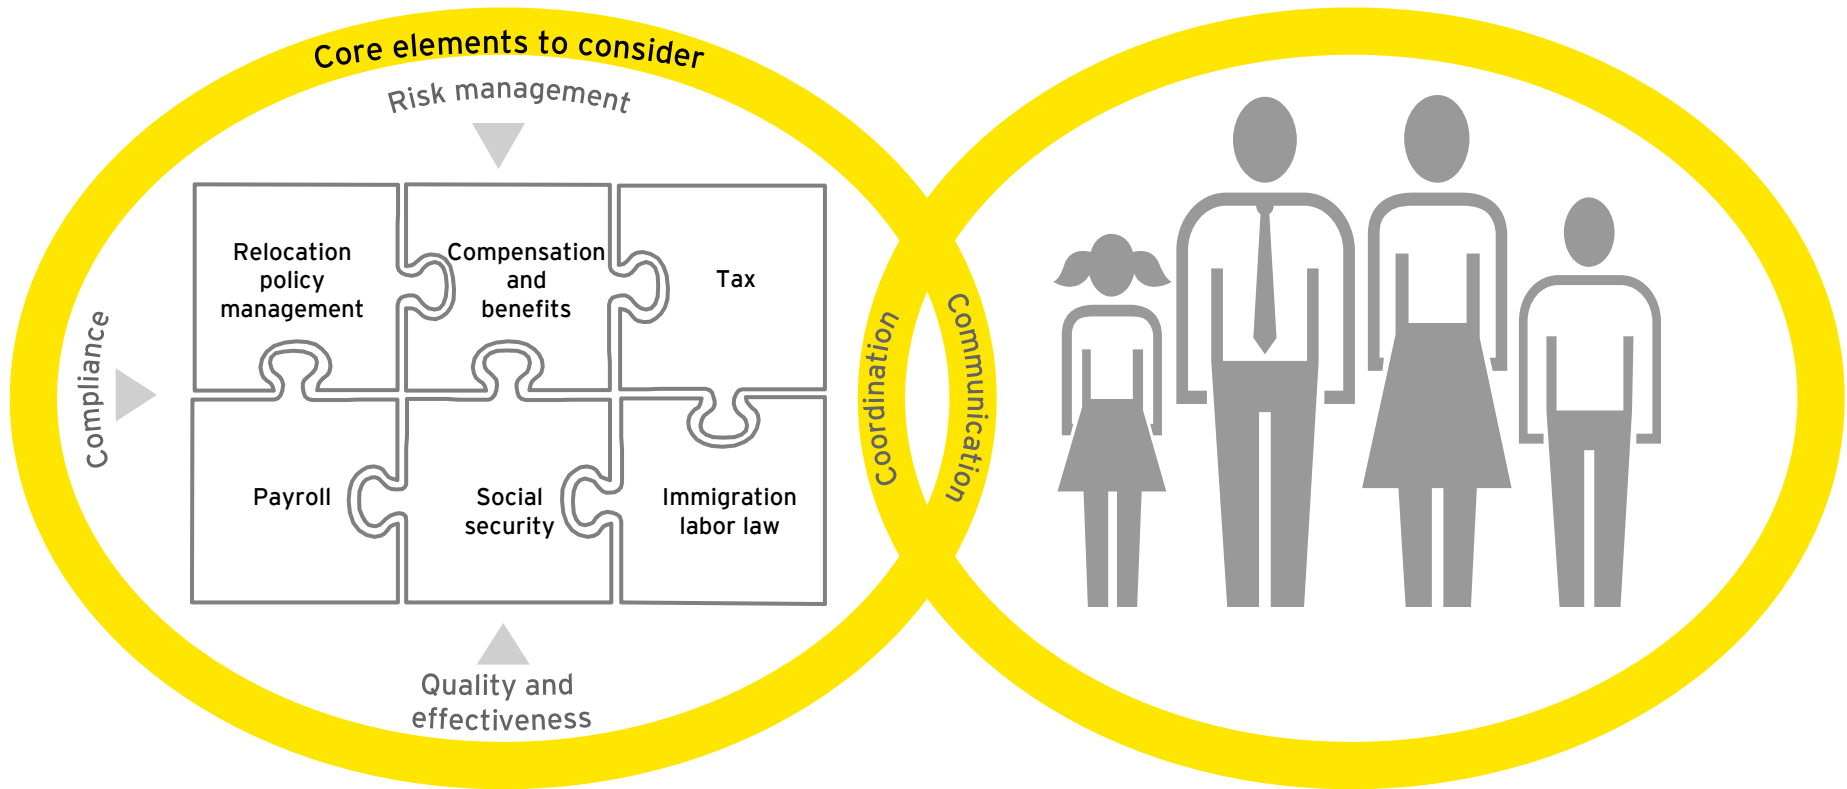 Core elements to consider
Risk management
Relocation
policy
management
Compensation
and
benefits
Tax
Compliance
Payroll
Social
security
Immigration
labor law
Quality and
effectiveness
Coordination
Communication